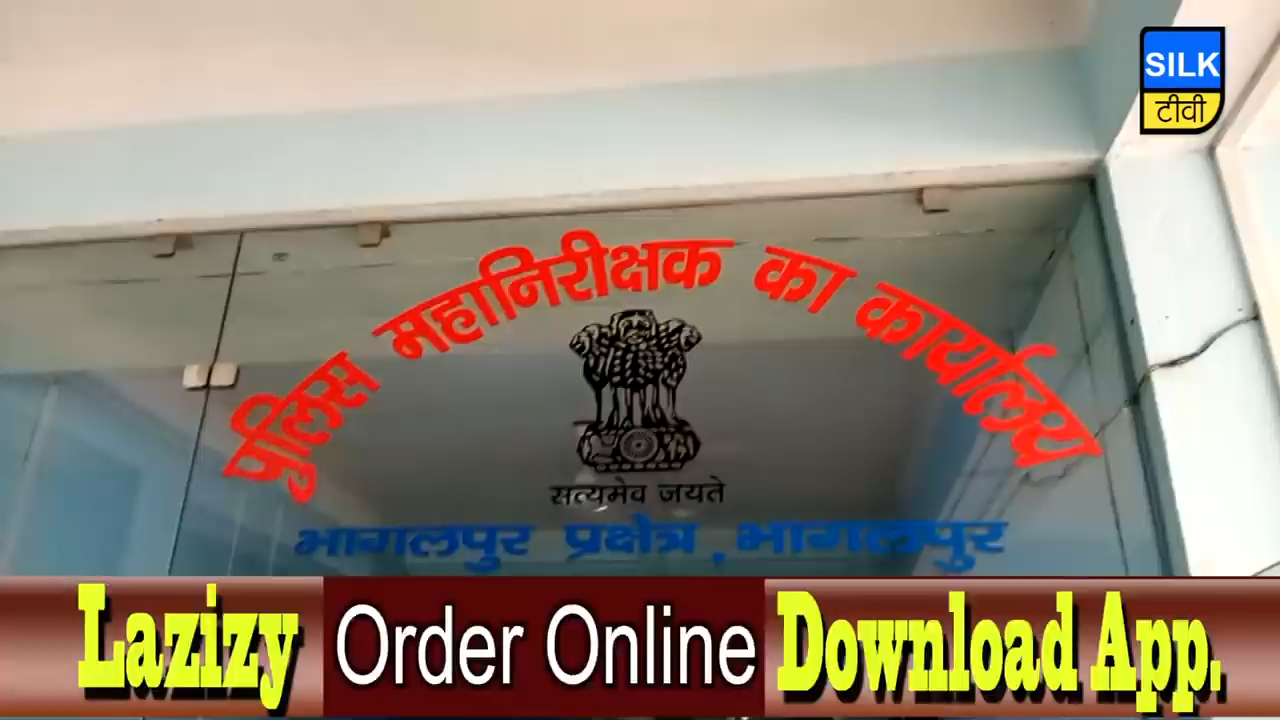 SILK
टीवी
पुलिस महानिरीक्षक का कार्यालय
सत्यमेव जयते
भागलपुर प्रक्षेत्र, भागलपुर
Lazizy Order Online Download App.